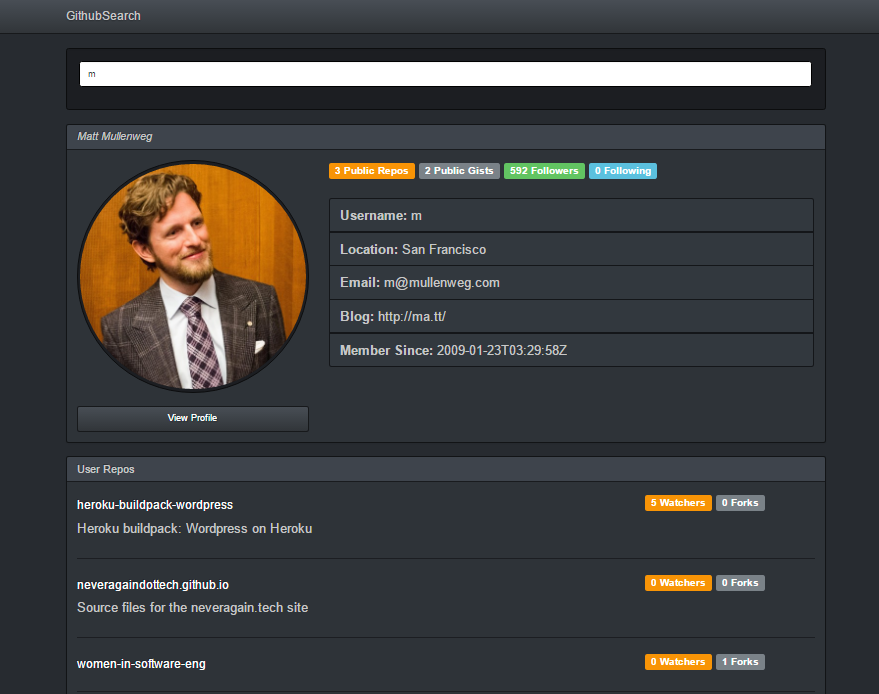 GithubSearch
m
Matt Mullenweg
3 Public Repos 2 Public Gists 592 Followers 0 Following
Username: m
Location: San Francisco
Email: m@mullenweg.com
Blog: http://ma.tt/
Member Since: 2009-01-23T03:29:58Z
View Profile
User Repos
heroku-buildpack-wordpress 5 Watchers 0 Forks
Heroku buildpack: Wordpress on Heroku
neveragaindottech.github.io 0 Watchers 0 Forks
Source files for the neveragain.tech site
women-in-software-eng 0 Watchers 1 Forks